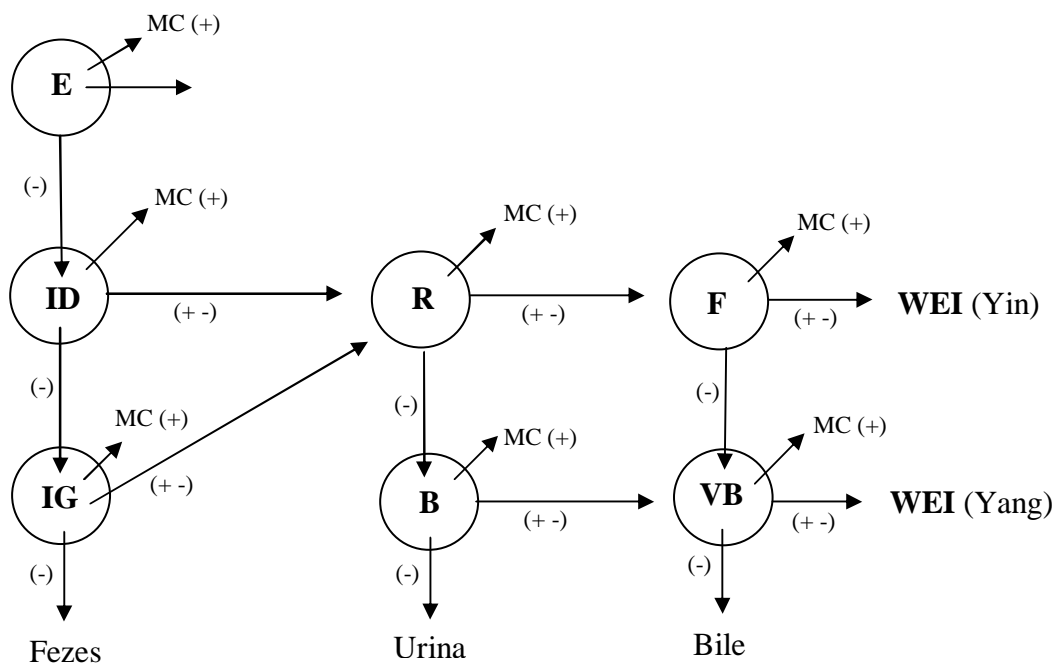 MC (+)
E
(-)
MC (+)
MC (+)
MC (+)
ID
(+ -)
R
(+ -)
F
(+ -)
WEI (Yin)
(-)
(-)
(-)
MC (+)
MC (+)
MC (+)
IG
(+ -)
B
(+ -)
VB
(+ -)
WEI (Yang)
(-)
(-)
(-)
Fezes
Urina
Bile